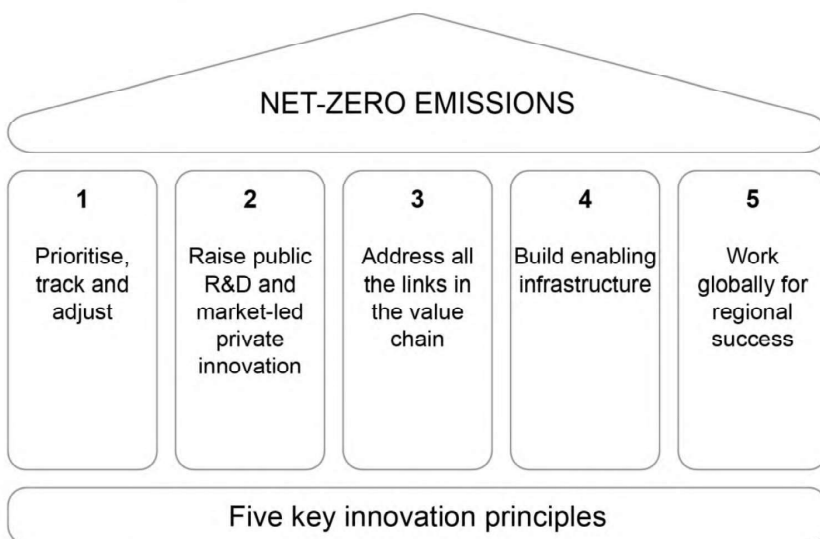 NET-ZERO EMISSIONS
1
Prioritise,
track and
adjust
2
Raise public
R&D and
market-led
private
innovation
3
Address all
the links in
the value
chain
4
Build enabling
infrastructure
5
Work
globally for
regional
success
Five key innovation principles